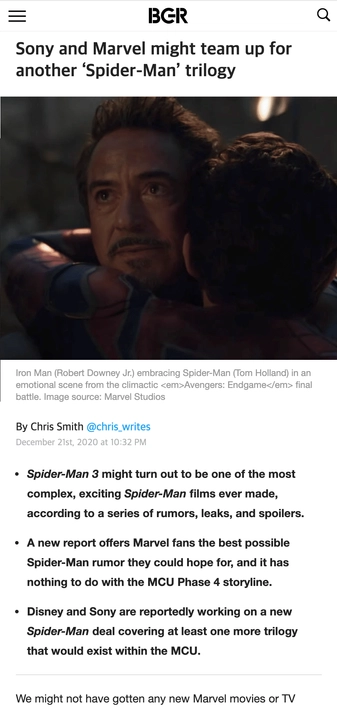 BGR
Sony and Marvel might team up for
another ‘Spider-Man’ trilogy
Iron Man (Robert Downey Jr.) embracing Spider-Man (Tom Holland) in an
emotional scene from the climactic <em>Avengers: Endgame</em> final
battle. Image source: Marvel Studios
By Chris Smith @chris_writes
December 21st, 2020 at 10:32 PM
• Spider-Man 3 might turn out to be one of the most
complex, exciting Spider-Man films ever made,
according to a series of rumors, leaks, and spoilers.
• A new report offers Marvel fans the best possible
Spider-Man rumor they could hope for, and it has
nothing to do with the MCU Phase 4 storyline.
• Disney and Sony are reportedly working on a new
Spider-Man deal covering at least one more trilogy
that would exist within the MCU.
We might not have gotten any new Marvel movies or TV